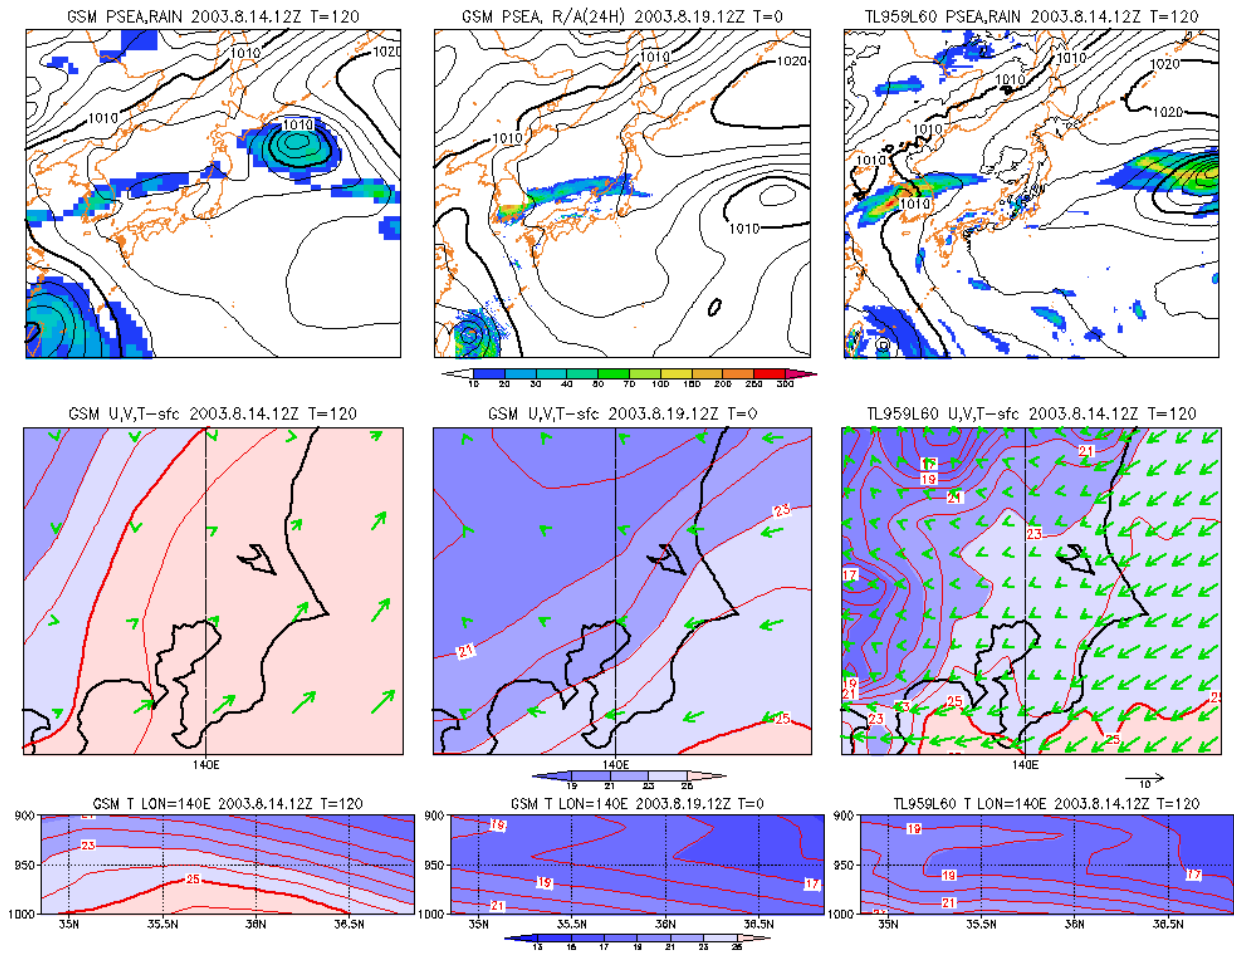 GSM PSEA,RAIN 2003.8.14.12Z T=120
GSM PSEA, R/A(24H) 2003.8.19.12Z T=0
TL959L60 PSEA,RAIN 2003.8.14.12Z T=120
1010
1020
1010
1010
1020
1010
1010
1020
1010
1010
1010
1010
10 20 30 40 50 70 100 150 200 250 300
GSM U,V,T-sfc 2003.8.14.12Z T=120
GSM U,V,T-sfc 2003.8.19.12Z T=0
TL959L60 U,V,T-sfc 2003.8.14.12Z T=120
23
21
25
17
19
21
21
23
17
19
21
23
25
25
140E
140E
140E
19 21 23 25
10
GSM T LON=140E 2003.8.14.12Z T=120
GSM T LON=140E 2003.8.19.12Z T=0
TL959L60 T LON=140E 2003.8.14.12Z T=120
900
950
1000
21
23
25
35N 35.5N 36N 36.5N
900
950
1000
19
19
17
21
35N 35.5N 36N 36.5N
900
950
1000
19
19
17
21
35N 35.5N 36N 36.5N
13 15 17 19 21 23 25